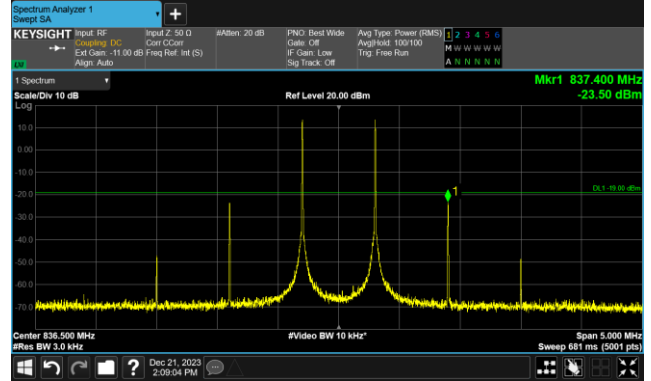 Spectrum Analyzer 1
Swept SA
+
KEYSIGHT Input: RF Input Z: 50 Ω #Atten: 20 dB PNO: Best Wide Avg Type: Power (RMS) 1 2 3 4 5 6
Coupling: DC Corr CCorr Gate: Off Avg|Hold: 100/100 M W W W W W
Ext Gain: -11.00 dB Freq Ref: Int (S) IF Gain: Low Trig: Free Run
Align: Auto Sig Track: Off A N N N N N
1 Spectrum Mkr1 837.400 MHz
Scale/Div 10 dB Ref Level 20.00 dBm -23.50 dBm
Log
10.0
0.00
-10.0
DL1 -19.00 dBm
1
-20.0
-30.0
-40.0
-50.0
-60.0
-70.0
Center 836.500 MHz #Video BW 10 kHz* Span 5.000 MHz
#Res BW 3.0 kHz Sweep 681 ms (5001 pts)
? Dec 21, 2023
2:09:04 PM